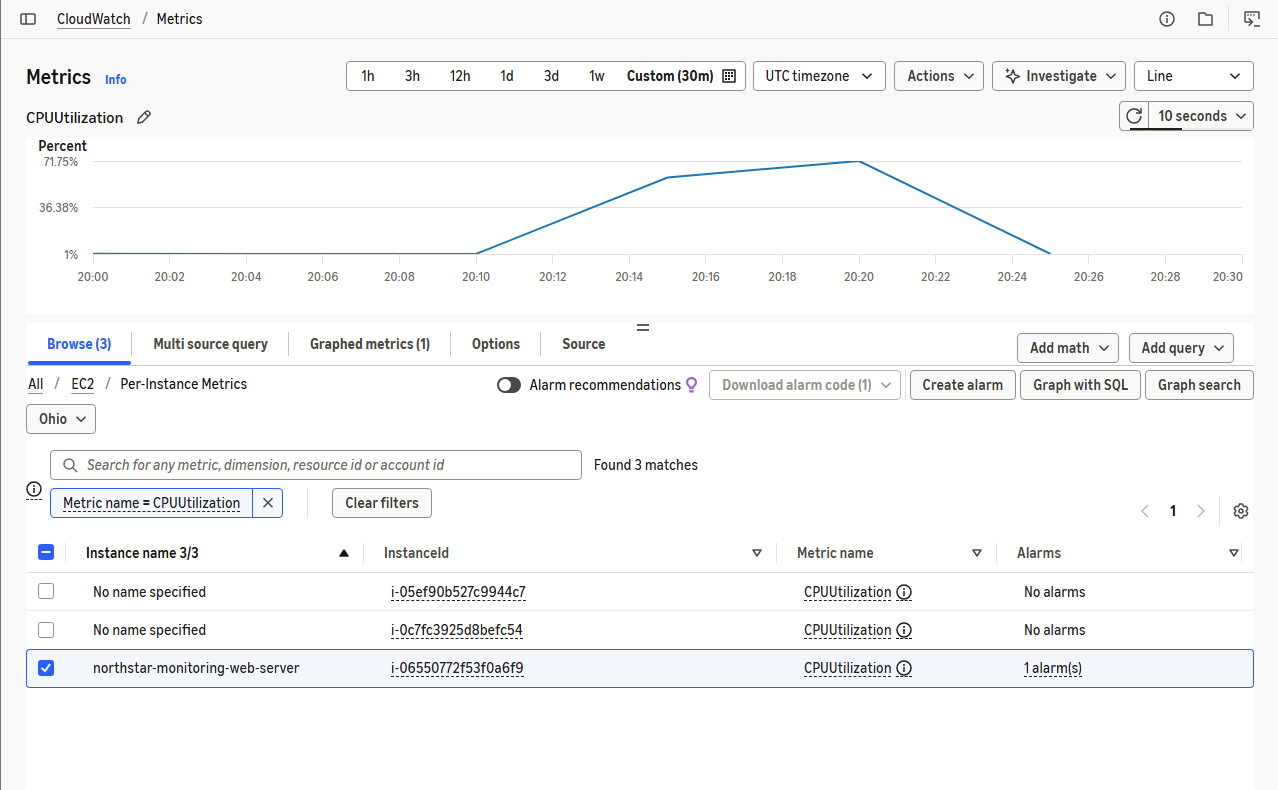 CloudWatch / Metrics
Metrics Info 1h 3h 12h 1d 3d 1w Custom (30m) UTC timezone Actions Investigate Line
CPUUtilization 10 seconds
Percent
71.75%
36.38%
1%
20:00 20:02 20:04 20:06 20:08 20:10 20:12 20:14 20:16 20:18 20:20 20:22 20:24 20:26 20:28 20:30
Browse (3) Multi source query Graphed metrics (1) Options Source Add math Add query
All / EC2 / Per-Instance Metrics Alarm recommendations Download alarm code (1) Create alarm Graph with SQL Graph search
Ohio
Search for any metric, dimension, resource id or account id Found 3 matches
Metric name = CPUUtilization Clear filters 1
Instance name 3/3 InstanceId Metric name Alarms
No name specified i-05ef90b527c9944c7 CPUUtilization No alarms
No name specified i-0c7fc3925d8befc54 CPUUtilization No alarms
northstar-monitoring-web-server i-06550772f53f0a6f9 CPUUtilization 1 alarm(s)